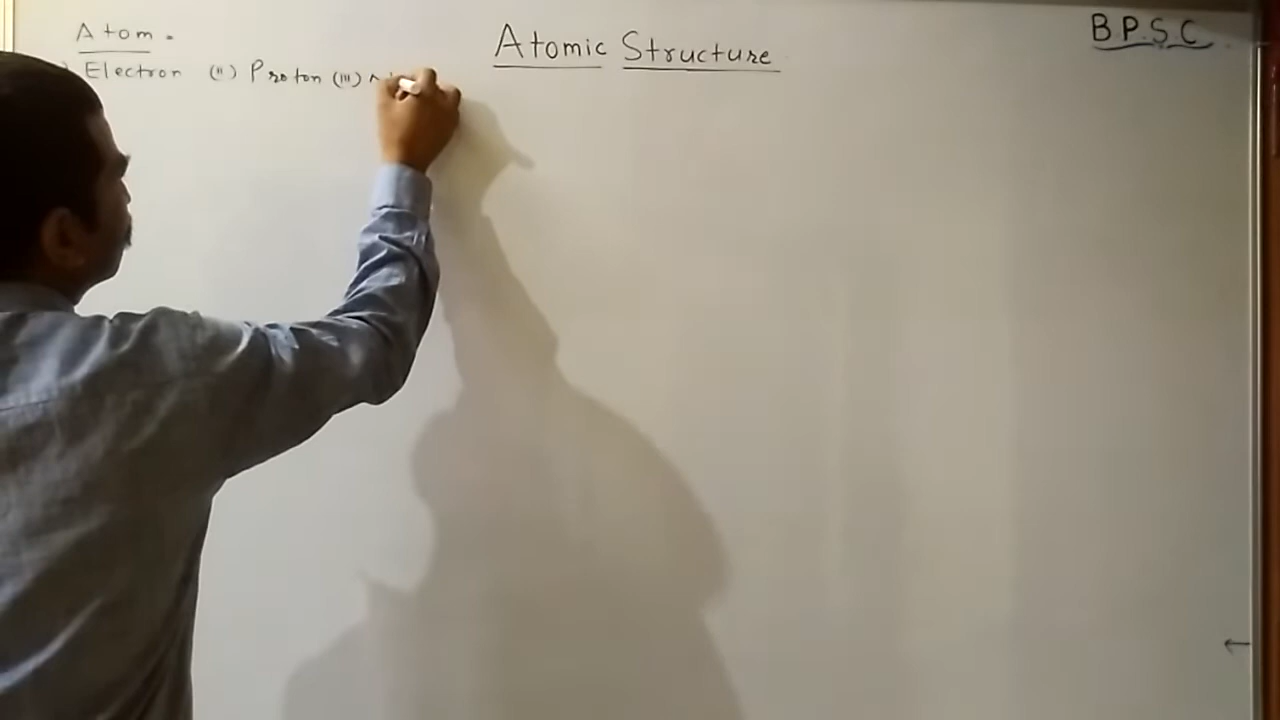 Atom.
Atomic Structure
B.P.S.C.
Electron (ii) Proton (iii)